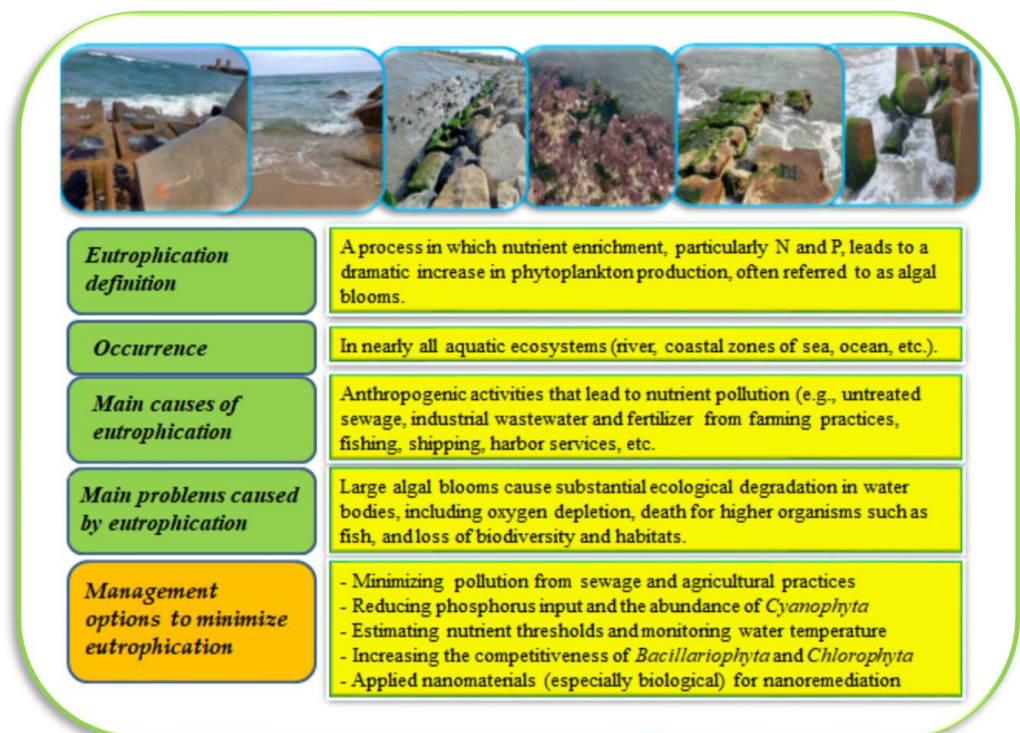 Eutrophication
definition
A process in which nutrient enrichment, particularly N and P, leads to a
dramatic increase in phytoplankton production, often referred to as algal
blooms.
Occurrence
In nearly all aquatic ecosystems (river, coastal zones of sea, ocean, etc.).
Main causes of
eutrophication
Anthropogenic activities that lead to nutrient pollution (e.g., untreated
sewage, industrial wastewater and fertilizer from farming practices,
fishing, shipping, harbor services, etc.
Main problems caused
by eutrophication
Large algal blooms cause substantial ecological degradation in water
bodies, including oxygen depletion, death for higher organisms such as
fish, and loss of biodiversity and habitats.
Management
options to minimize
eutrophication
- Minimizing pollution from sewage and agricultural practices
- Reducing phosphorus input and the abundance of Cyanophyta
- Estimating nutrient thresholds and monitoring water temperature
- Increasing the competitiveness of Bacillariophyta and Chlorophyta
- Applied nanomaterials (especially biological) for nanoremediation